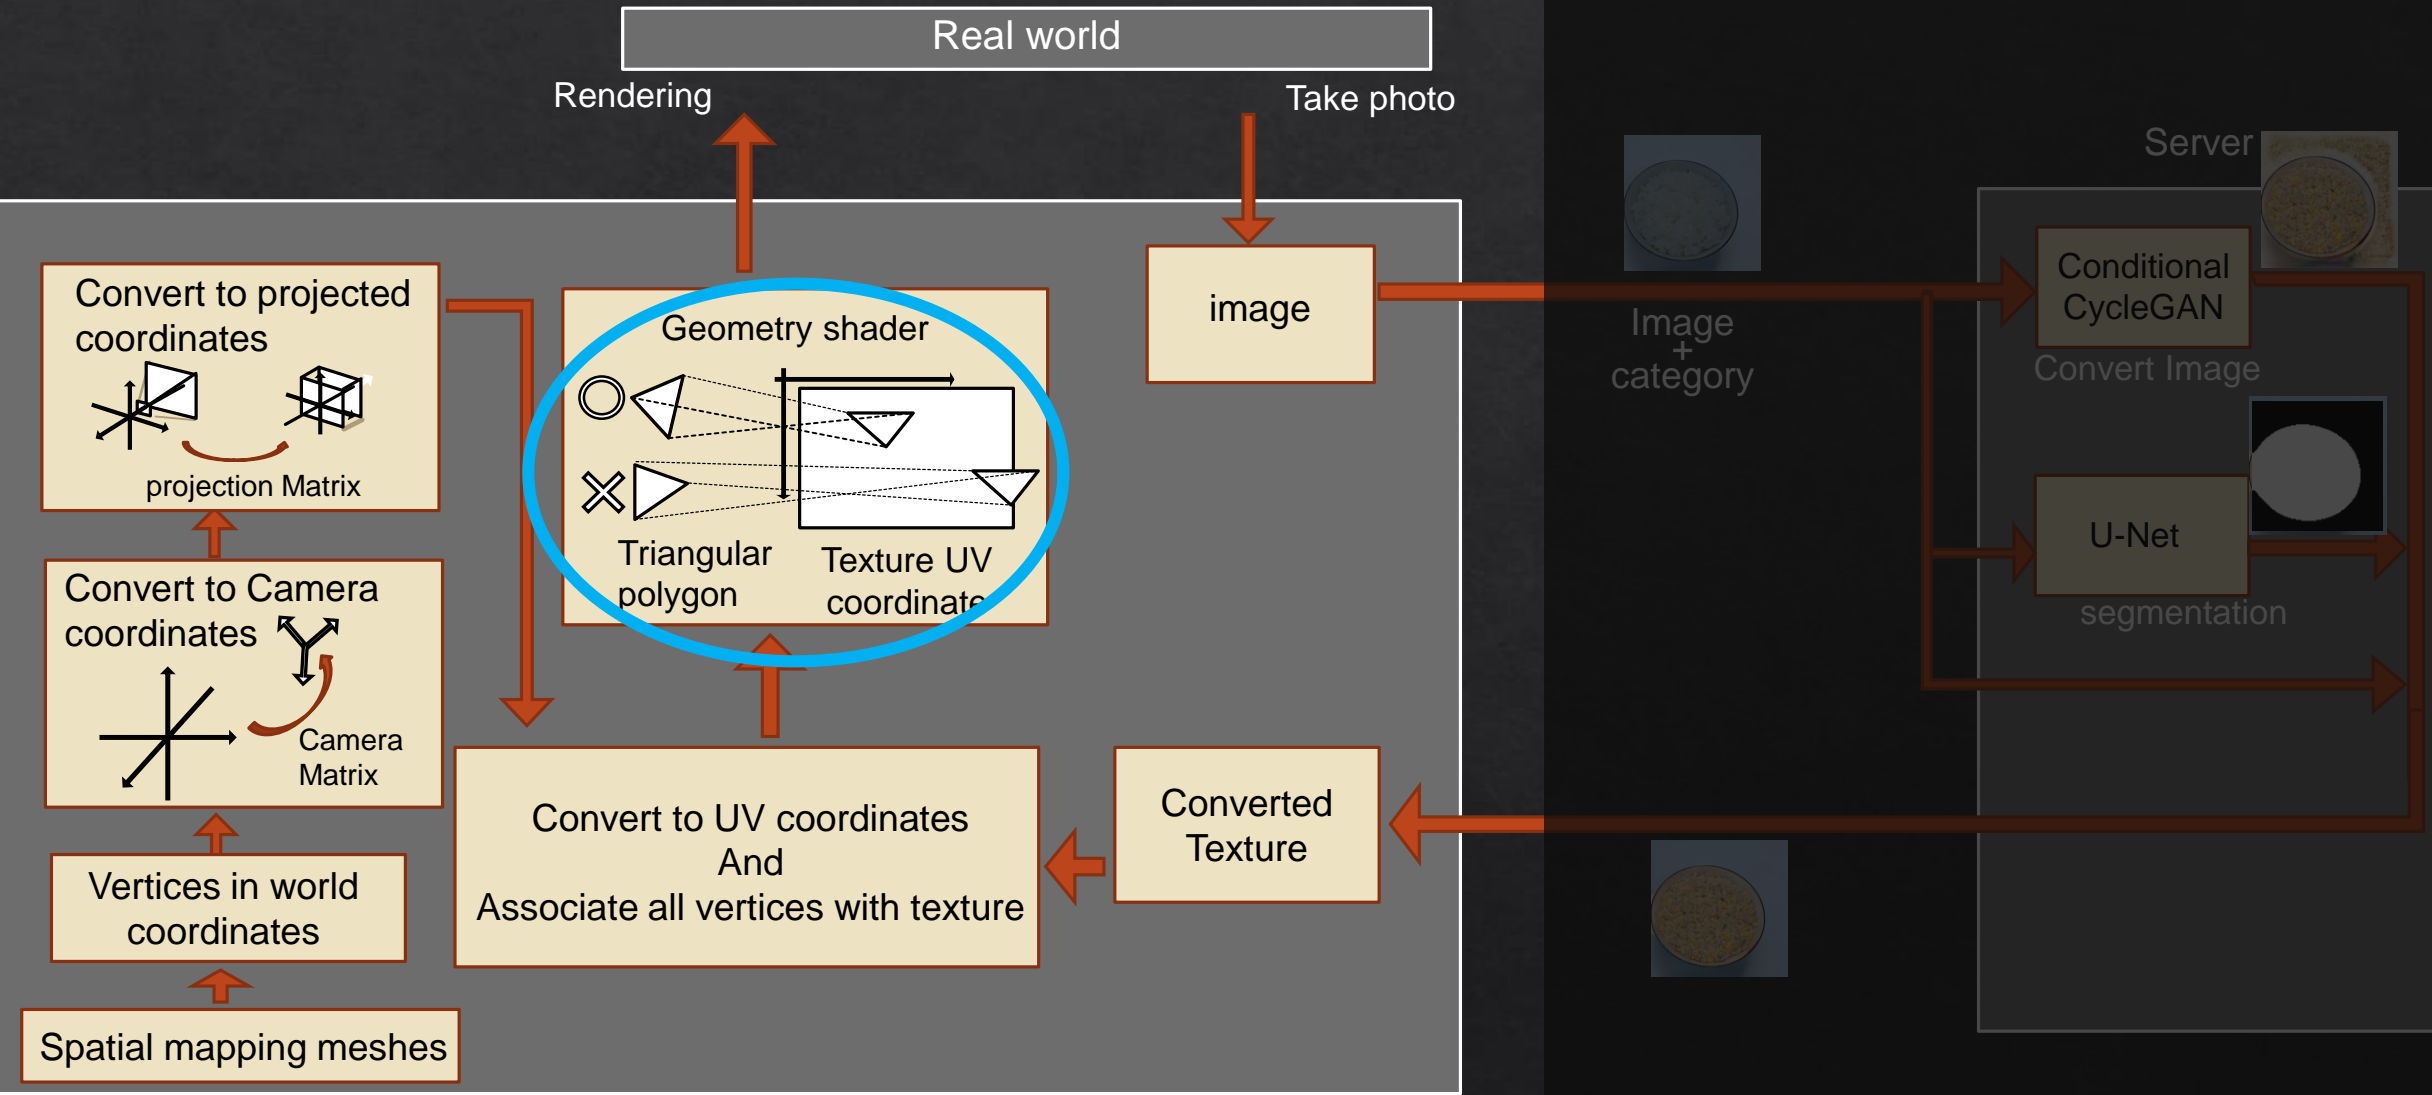 Real world
Rendering
Take photo
Server
Convert to projected
coordinates
projection Matrix
Geometry shader
Triangular
polygon
Texture UV
coordinate
image
Image
+
category
Conditional
CycleGAN
Convert Image
U-Net
segmentation
Convert to Camera
coordinates
Camera
Matrix
Convert to UV coordinates
And
Associate all vertices with texture
Converted
Texture
Vertices in world
coordinates
Spatial mapping meshes